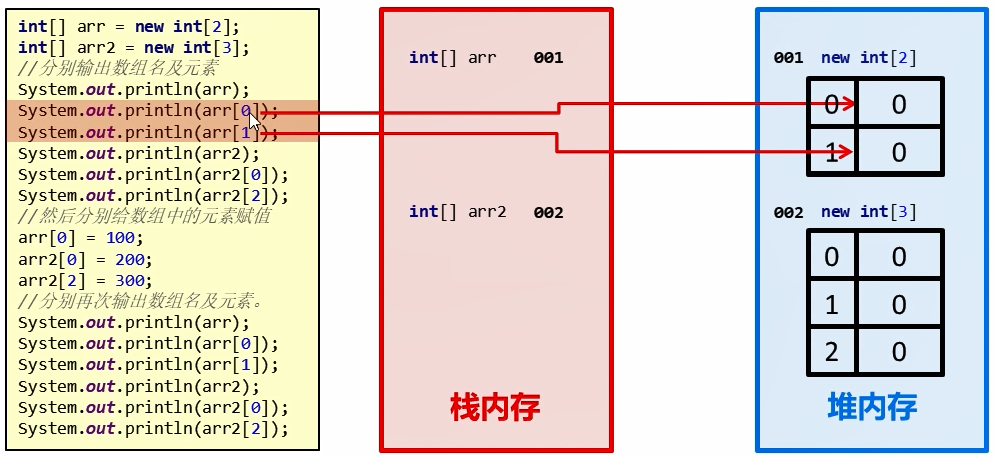 int[] arr = new int[2];
int[] arr2 = new int[3];
//分别输出数组名及元素
System.out.println(arr);
System.out.println(arr[0]);
System.out.println(arr[1]);
System.out.println(arr2);
System.out.println(arr2[0]);
System.out.println(arr2[2]);
//然后分别给数组中的元素赋值
arr[0] = 100;
arr2[0] = 200;
arr2[2] = 300;
//分别再次输出数组名及元素。
System.out.println(arr);
System.out.println(arr[0]);
System.out.println(arr[1]);
System.out.println(arr2);
System.out.println(arr2[0]);
System.out.println(arr2[2]);
int[] arr 001
int[] arr2 002
栈内存
001 new int[2]
0 0
1 0
002 new int[3]
0 0
1 0
2 0
堆内存